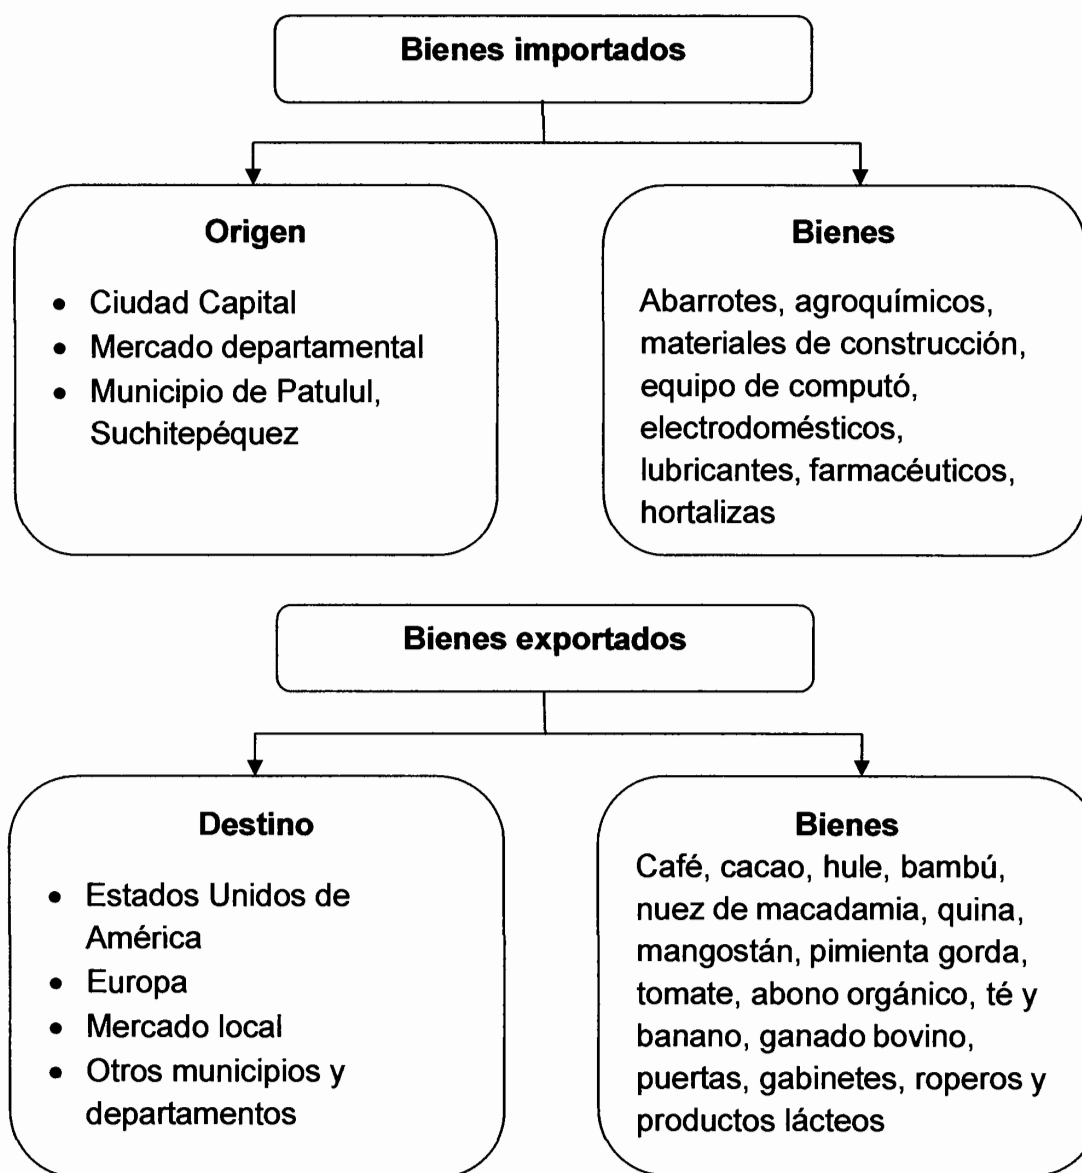 Bienes importados
Origen
• Ciudad Capital
• Mercado departamental
• Municipio de Patulul,
Suchitepéquez
Bienes
Abarrotes, agroquímicos,
materiales de construcción,
equipo de computó,
electrodomésticos,
lubricantes, farmacéuticos,
hortalizas
Bienes exportados
Destino
• Estados Unidos de
América
• Europa
• Mercado local
• Otros municipios y
departamentos
Bienes
Café, cacao, hule, bambú,
nuez de macadamia, quina,
mangostán, pimienta gorda,
tomate, abono orgánico, té y
banano, ganado bovino,
puertas, gabinetes, roperos y
productos lácteos